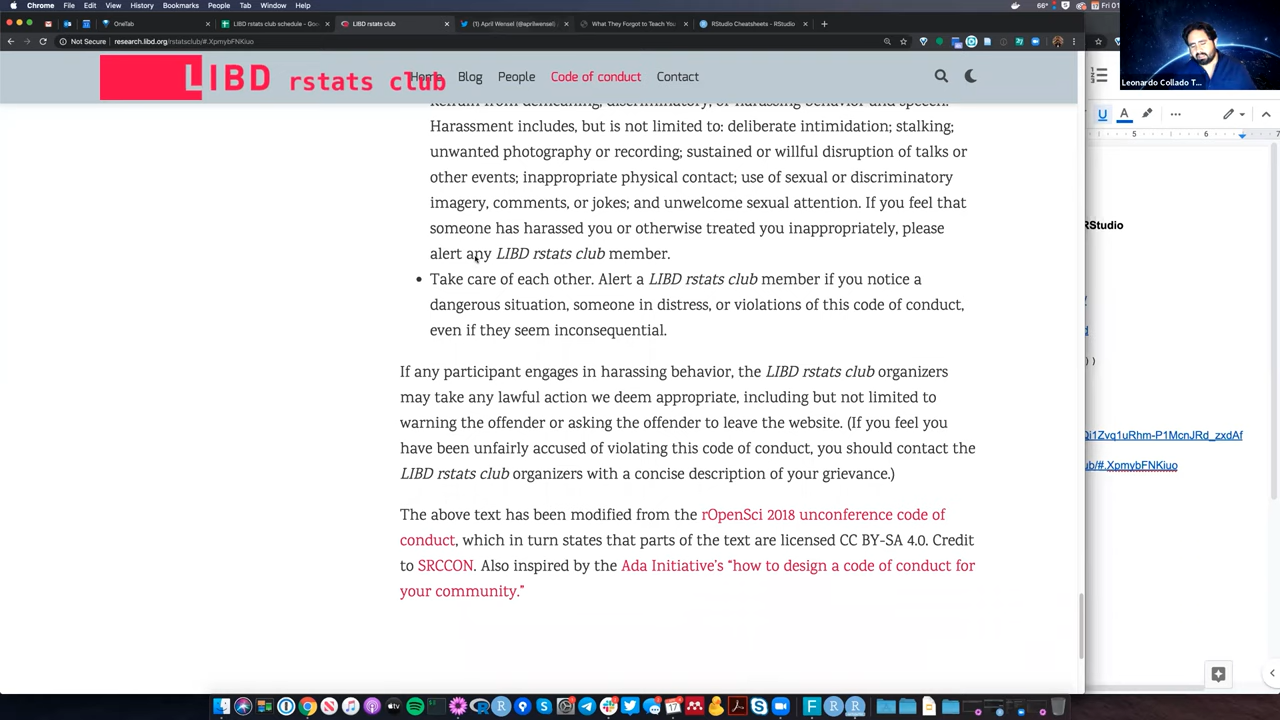 Chrome File Edit View History Bookmarks People Tab Window Help
66° Fri 01
OneTab
LIBD rstats club schedule - Goo
LIBD rstats club
(1) April Wensel (@aprilwensel)
What They Forgot to Teach You
RStudio Cheatsheets - RStudio
Not Secure research.libd.org/rstatsclub/#.XpmybFNKiuo
Leonardo Collado T...
LIBD rstats club
Home Blog People Code of conduct Contact
Refrain from demeaning, discriminatory, or harassing behavior and speech.
Harassment includes, but is not limited to: deliberate intimidation; stalking;
unwanted photography or recording; sustained or willful disruption of talks or
other events; inappropriate physical contact; use of sexual or discriminatory
imagery, comments, or jokes; and unwelcome sexual attention. If you feel that
someone has harassed you or otherwise treated you inappropriately, please
alert any LIBD rstats club member.
• Take care of each other. Alert a LIBD rstats club member if you notice a
dangerous situation, someone in distress, or violations of this code of conduct,
even if they seem inconsequential.
If any participant engages in harassing behavior, the LIBD rstats club organizers
may take any lawful action we deem appropriate, including but not limited to
warning the offender or asking the offender to leave the website. (If you feel you
have been unfairly accused of violating this code of conduct, you should contact the
LIBD rstats club organizers with a concise description of your grievance.)
The above text has been modified from the rOpenSci 2018 unconference code of
conduct, which in turn states that parts of the text are licensed CC BY-SA 4.0. Credit
to SRCCON. Also inspired by the Ada Initiative's “how to design a code of conduct for
your community.”
5 6 7
RStudio
) )
Qi1Zvq1uRhm-P1McnJRd_zxdAf
ub/#.XpmybFNKiuo